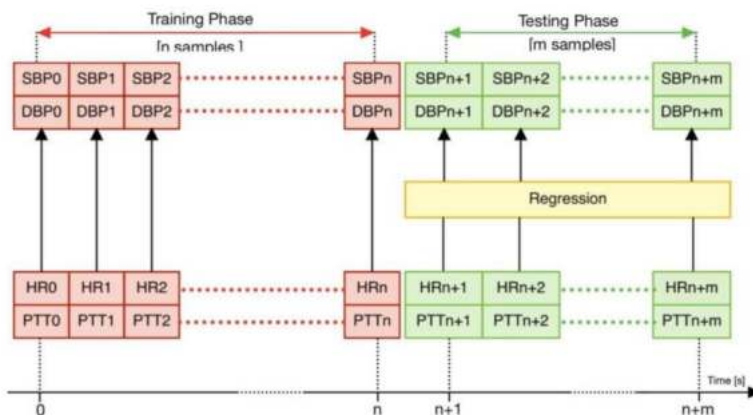 Training Phase
[n samples ]
Testing Phase
[m samples]
SBP0 SBP1 SBP2 SBPn SBPn+1 SBPn+2 SBPn+m
DBP0 DBP1 DBP2 DBPn DBPn+1 DBPn+2 DBPn+m
Regression
HR0 HR1 HR2 HRn HRn+1 HRn+2 HRn+m
PTT0 PTT1 PTT2 PTTn PTTn+1 PTTn+2 PTTn+m
Time [s]
0 n n+1 n+m